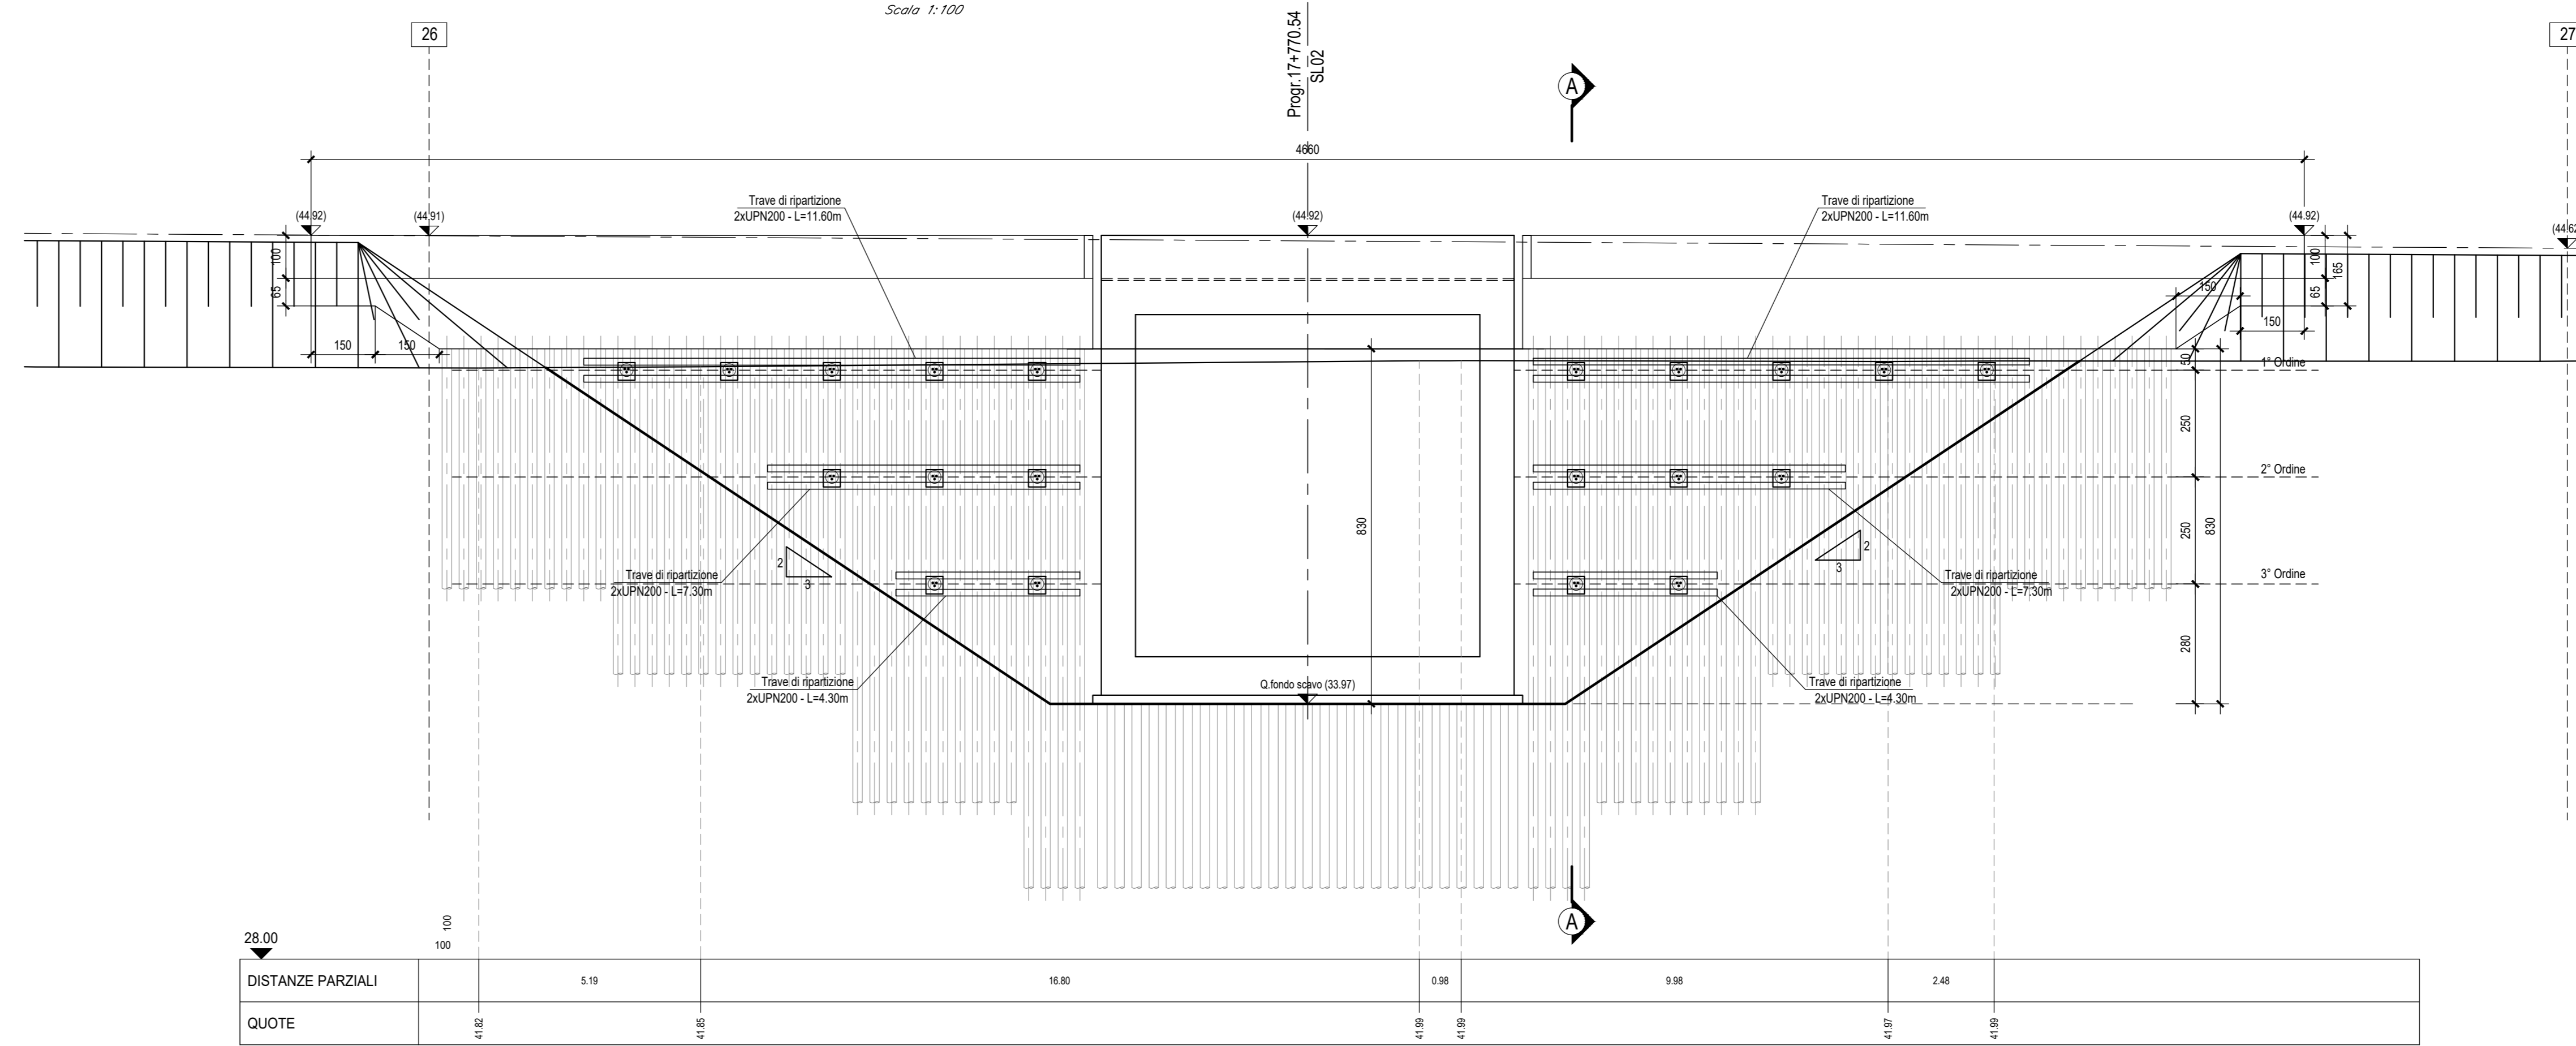 Scala 1:100
26
Progr.17+770.54
SL02
27
A
4660
Trave di ripartizione
2xUPN200 - L=11.60m
Trave di ripartizione
2xUPN200 - L=11.60m
(44.92)
(44.91)
(44.92)
(44.92)
100
65
150
150
100
65
165
150
150
50
1° Ordine
250
2° Ordine
250
830
3° Ordine
280
830
2
3
2
3
Trave di ripartizione
2xUPN200 - L=7.30m
Trave di ripartizione
2xUPN200 - L=7.30m
Trave di ripartizione
2xUPN200 - L=4.30m
Trave di ripartizione
2xUPN200 - L=4.30m
Q.fondo scavo (33.97)
A
100
100
28.00
DISTANZE PARZIALI
5.19
16.80
0.98
9.98
2.48
QUOTE
41.82
41.85
41.99
41.99
41.97
41.99